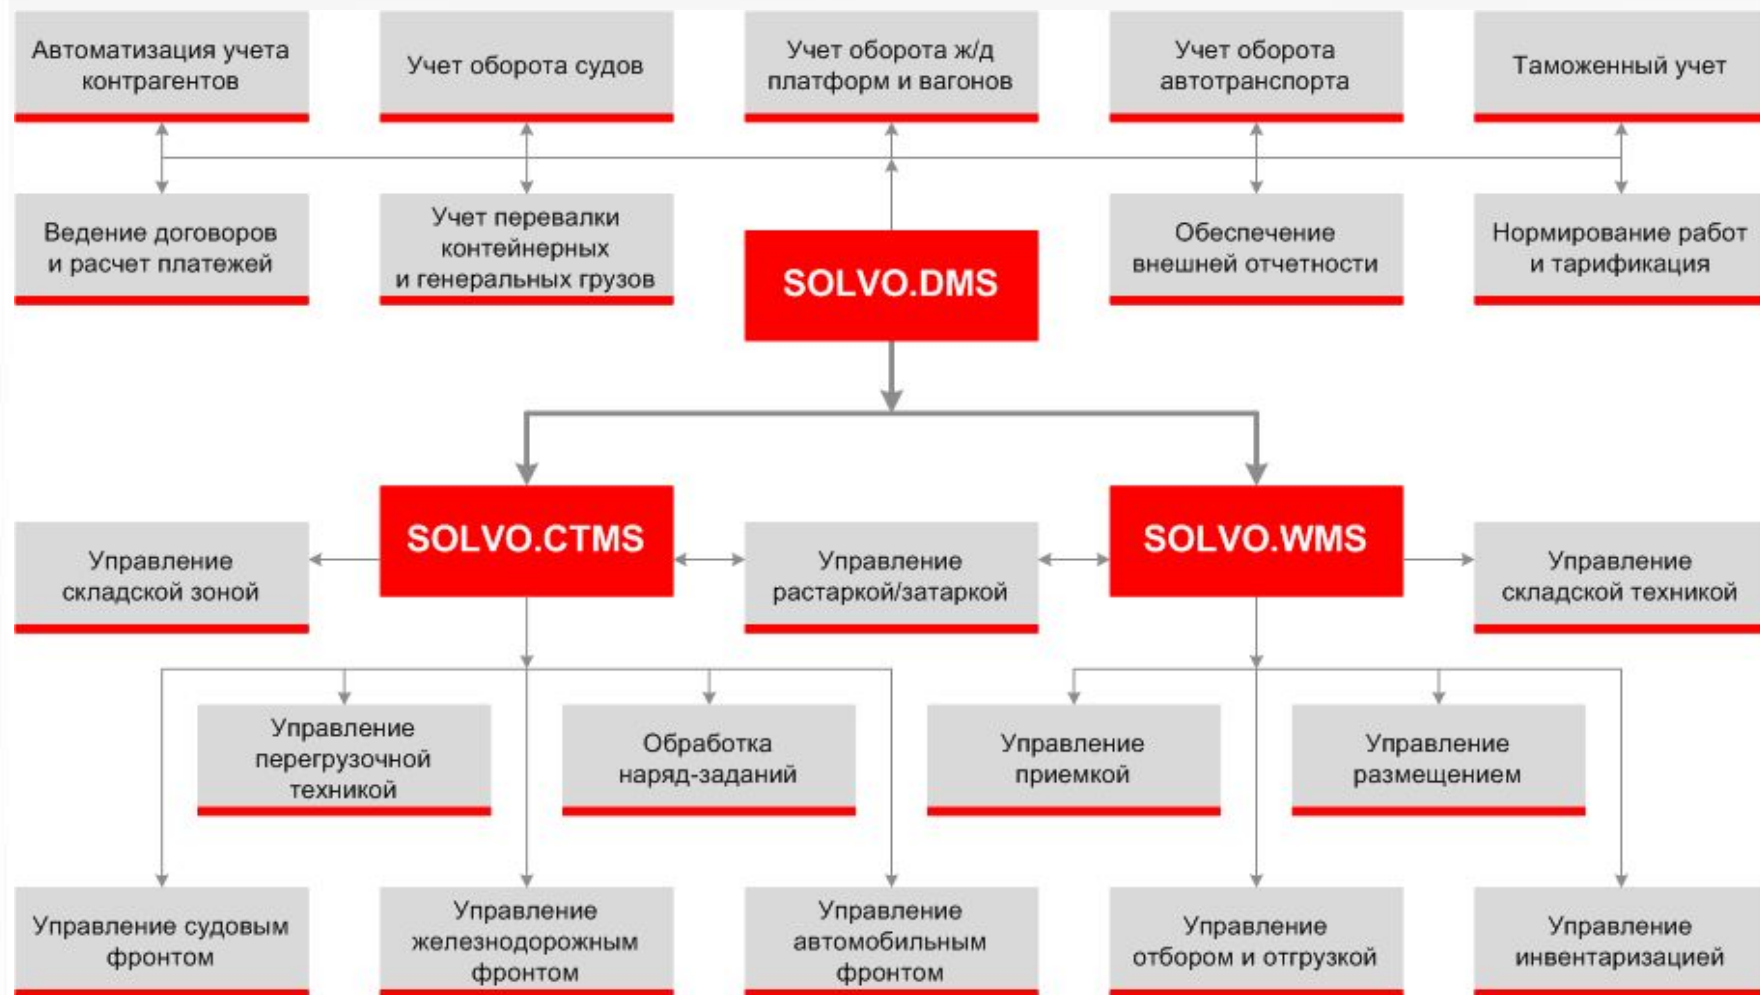 Автоматизация учета
контрагентов
Учет оборота судов
Учет оборота ж/д
платформ и вагонов
Учет оборота
автотранспорта
Таможенный учет
Ведение договоров
и расчет платежей
Учет перевалки
контейнерных
и генеральных грузов
SOLVO.DMS
Обеспечение
внешней отчетности
Нормирование работ
и тарификация
Управление
складской зоной
SOLVO.CTMS
Управление
растаркой/затаркой
SOLVO.WMS
Управление
складской техникой
Управление
перегрузочной
техникой
Обработка
наряд-заданий
Управление
приемкой
Управление
размещением
Управление судовым
фронтом
Управление
железнодорожным
фронтом
Управление
автомобильным
фронтом
Управление
отбором и отгрузкой
Управление
инвентаризацией